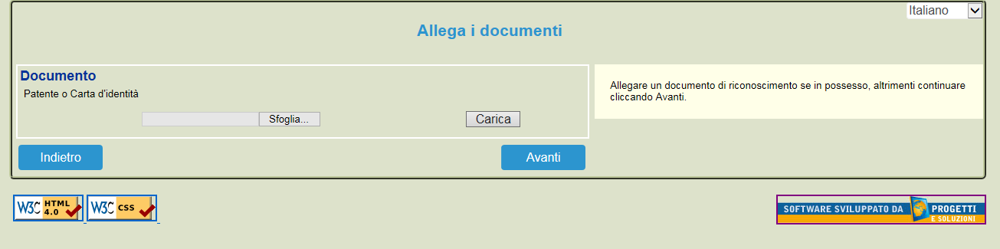 Italiano
Allega i documenti
Documento
Patente o Carta d'identità
Sfoglia...
Carica
Allegare un documento di riconoscimento se in possesso, altrimenti continuare
cliccando Avanti.
Indietro
Avanti
W3C HTML 4.0
W3C CSS
SOFTWARE SVILUPPATO DA PROGETTI
E SOLUZIONI